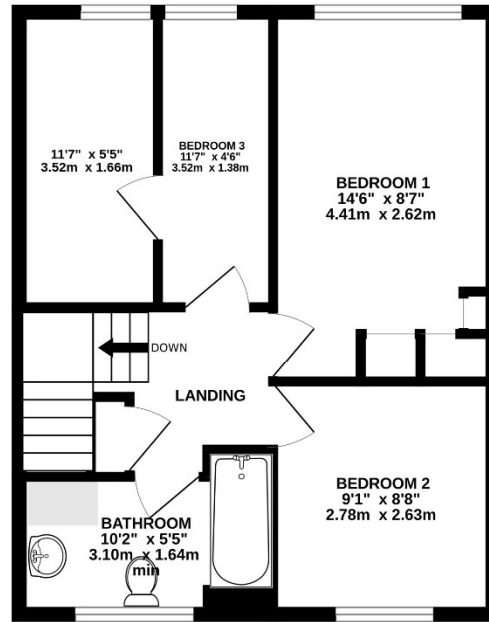 11'7" x 5'5"
3.52m x 1.66m
BEDROOM 3
11'7" x 4'6"
3.52m x 1.38m
BEDROOM 1
14'6" x 8'7"
4.41m x 2.62m
DOWN
LANDING
BEDROOM 2
9'1" x 8'8"
2.78m x 2.63m
BATHROOM
10'2" x 5'5"
3.10m x 1.64m
min